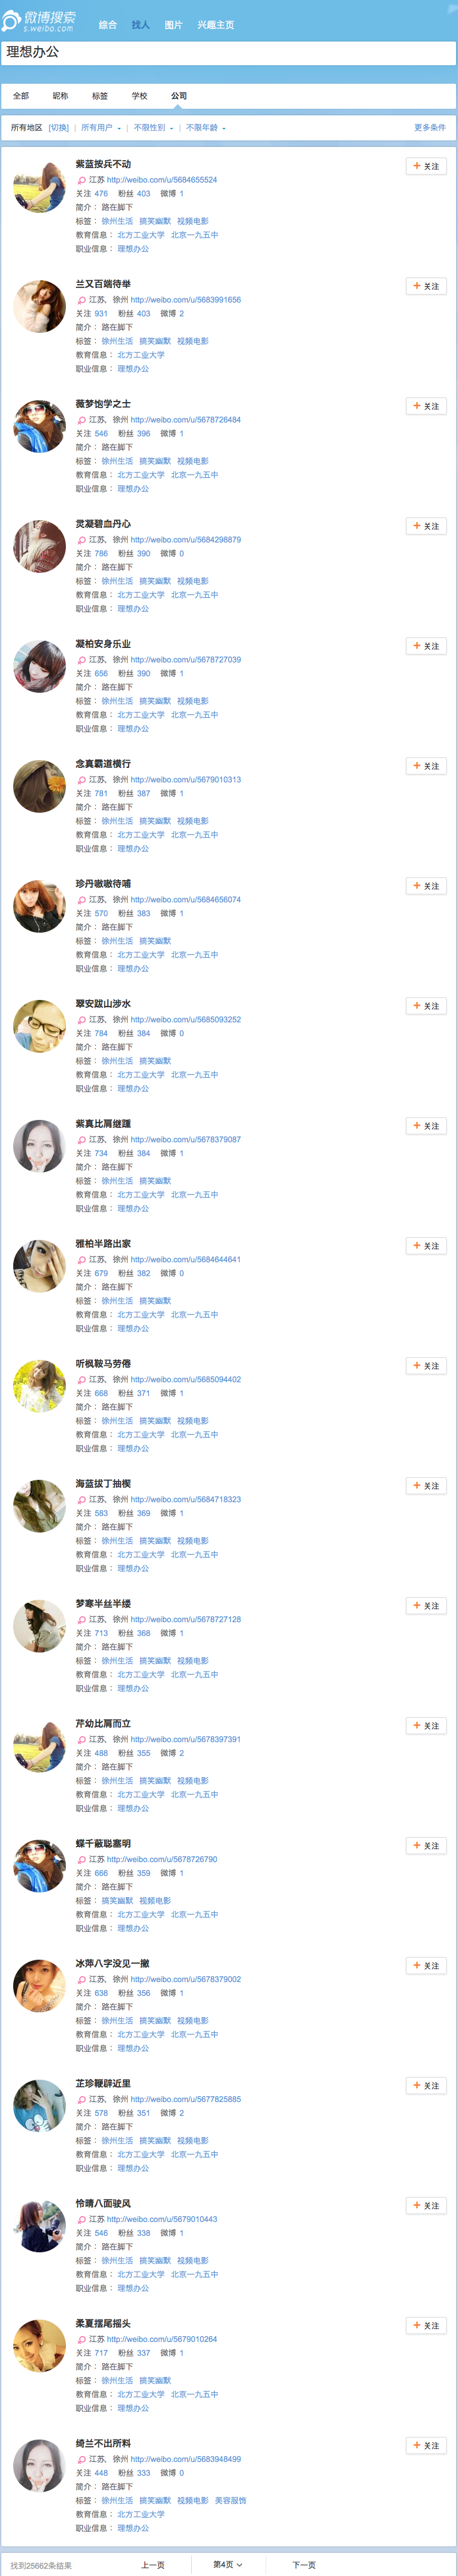 微博搜索
s.weibo.com
综合 找人 图片 兴趣主页
理想办公
全部 昵称 标签 学校 公司
所有地区 [切换] | 所有用户 | 不限性别 | 不限年龄 更多条件
紫蓝按兵不动 + 关注
江苏 http://weibo.com/u/5684655524
关注 476 粉丝 403 微博 1
简介： 路在脚下
标签： 徐州生活 搞笑幽默 视频电影
教育信息： 北方工业大学 北京一九五中
职业信息： 理想办公
兰又百端待举 + 关注
江苏, 徐州 http://weibo.com/u/5683991656
关注 931 粉丝 403 微博 2
简介： 路在脚下
标签： 徐州生活 搞笑幽默 视频电影
教育信息： 北方工业大学
职业信息： 理想办公
薇梦饱学之士 + 关注
江苏, 徐州 http://weibo.com/u/5678726484
关注 546 粉丝 396 微博 1
简介： 路在脚下
标签： 徐州生活 搞笑幽默 视频电影
教育信息： 北方工业大学 北京一九五中
职业信息： 理想办公
灵凝碧血丹心 + 关注
江苏, 徐州 http://weibo.com/u/5684298879
关注 786 粉丝 390 微博 0
简介： 路在脚下
标签： 徐州生活 搞笑幽默 视频电影
教育信息： 北方工业大学 北京一九五中
职业信息： 理想办公
凝柏安身乐业 + 关注
江苏, 徐州 http://weibo.com/u/5678727039
关注 656 粉丝 390 微博 1
简介： 路在脚下
标签： 徐州生活 搞笑幽默 视频电影
教育信息： 北方工业大学 北京一九五中
职业信息： 理想办公
念真霸道横行 + 关注
江苏, 徐州 http://weibo.com/u/5679010313
关注 781 粉丝 387 微博 1
简介： 路在脚下
标签： 徐州生活 搞笑幽默 视频电影
教育信息： 北方工业大学 北京一九五中
职业信息： 理想办公
珍丹嗷嗷待哺 + 关注
江苏, 徐州 http://weibo.com/u/5684656074
关注 570 粉丝 383 微博 1
简介： 路在脚下
标签： 徐州生活 搞笑幽默
教育信息： 北方工业大学 北京一九五中
职业信息： 理想办公
翠安跋山涉水 + 关注
江苏, 徐州 http://weibo.com/u/5685093252
关注 784 粉丝 384 微博 0
简介： 路在脚下
标签： 徐州生活 搞笑幽默
教育信息： 北方工业大学 北京一九五中
职业信息： 理想办公
紫真比肩继踵 + 关注
江苏, 徐州 http://weibo.com/u/5678379087
关注 734 粉丝 384 微博 1
简介： 路在脚下
标签： 徐州生活 搞笑幽默
教育信息： 北方工业大学 北京一九五中
职业信息： 理想办公
雅柏半路出家 + 关注
江苏, 徐州 http://weibo.com/u/5684644641
关注 679 粉丝 382 微博 0
简介： 路在脚下
标签： 徐州生活 搞笑幽默
教育信息： 北方工业大学 北京一九五中
职业信息： 理想办公
听枫鞍马劳倦 + 关注
江苏, 徐州 http://weibo.com/u/5685094402
关注 668 粉丝 371 微博 1
简介： 路在脚下
标签： 徐州生活 搞笑幽默 视频电影
教育信息： 北方工业大学 北京一九五中
职业信息： 理想办公
海蓝拔丁抽楔 + 关注
江苏, 徐州 http://weibo.com/u/5684718323
关注 583 粉丝 369 微博 1
简介： 路在脚下
标签： 徐州生活 搞笑幽默 视频电影
教育信息： 北方工业大学 北京一九五中
职业信息： 理想办公
梦寒半丝半缕 + 关注
江苏, 徐州 http://weibo.com/u/5678727128
关注 713 粉丝 368 微博 1
简介： 路在脚下
标签： 徐州生活 搞笑幽默 视频电影
教育信息： 北方工业大学 北京一九五中
职业信息： 理想办公
芹幼比肩而立 + 关注
江苏, 徐州 http://weibo.com/u/5678397391
关注 488 粉丝 355 微博 2
简介： 路在脚下
标签： 徐州生活 搞笑幽默 视频电影
教育信息： 北方工业大学 北京一九五中
职业信息： 理想办公
蝶千蔽聪塞明 + 关注
江苏 http://weibo.com/u/5678726790
关注 666 粉丝 359 微博 1
简介： 路在脚下
标签： 搞笑幽默 视频电影
教育信息： 北方工业大学 北京一九五中
职业信息： 理想办公
冰萍八字没见一撇 + 关注
江苏, 徐州 http://weibo.com/u/5678379002
关注 638 粉丝 356 微博 1
简介： 路在脚下
标签： 徐州生活 搞笑幽默 视频电影
教育信息： 北方工业大学 北京一九五中
职业信息： 理想办公
芷珍鞭辟近里 + 关注
江苏, 徐州 http://weibo.com/u/5677825885
关注 578 粉丝 351 微博 2
简介： 路在脚下
标签： 徐州生活 搞笑幽默 视频电影
教育信息： 北方工业大学 北京一九五中
职业信息： 理想办公
怜晴八面驶风 + 关注
江苏 http://weibo.com/u/5679010443
关注 546 粉丝 338 微博 1
简介： 路在脚下
标签： 徐州生活 搞笑幽默 视频电影
教育信息： 北方工业大学 北京一九五中
职业信息： 理想办公
柔夏摆尾摇头 + 关注
江苏 http://weibo.com/u/5679010264
关注 717 粉丝 337 微博 1
简介： 路在脚下
标签： 徐州生活 搞笑幽默
教育信息： 北方工业大学 北京一九五中
职业信息： 理想办公
绮兰不出所料 + 关注
江苏, 徐州 http://weibo.com/u/5683948499
关注 448 粉丝 333 微博 0
简介： 路在脚下
标签： 徐州生活 搞笑幽默 视频电影 美容服饰
教育信息： 北方工业大学
职业信息： 理想办公
找到25662条结果 上一页 第4页 下一页